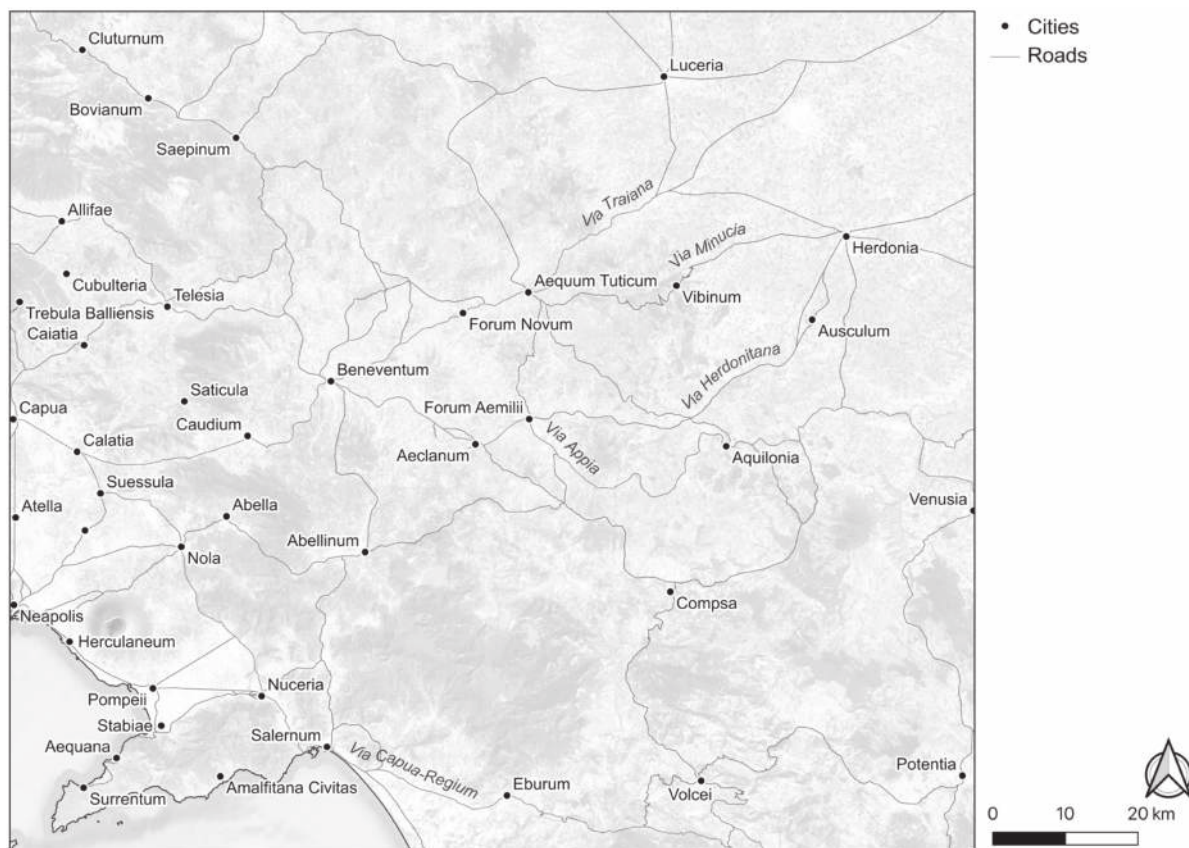 Cluturnum
Cities
Roads
Luceria
Bovianum
Saepinum
Via Traiana
Allifae
Via Minucia
Herdonia
Cubulteria
Aequum Tuticum
Vibinum
Telesia
Trebula Balliensis
Forum Novum
Ausculum
Caiatia
Via Herdonitana
Beneventum
Saticula
Capua
Forum Aemilii
Caudium
Via Appia
Calatia
Aeclanum
Aquilonia
Suessula
Venusia
Atella
Abella
Abellinum
Nola
Compsa
Neapolis
Herculaneum
Nuceria
Pompeii
Stabiae
Salernum
Aequana
Via Capua-Regium
Potentia
Surrentum
Amalfitana Civitas
Eburum
Volcei
0 10 20 km